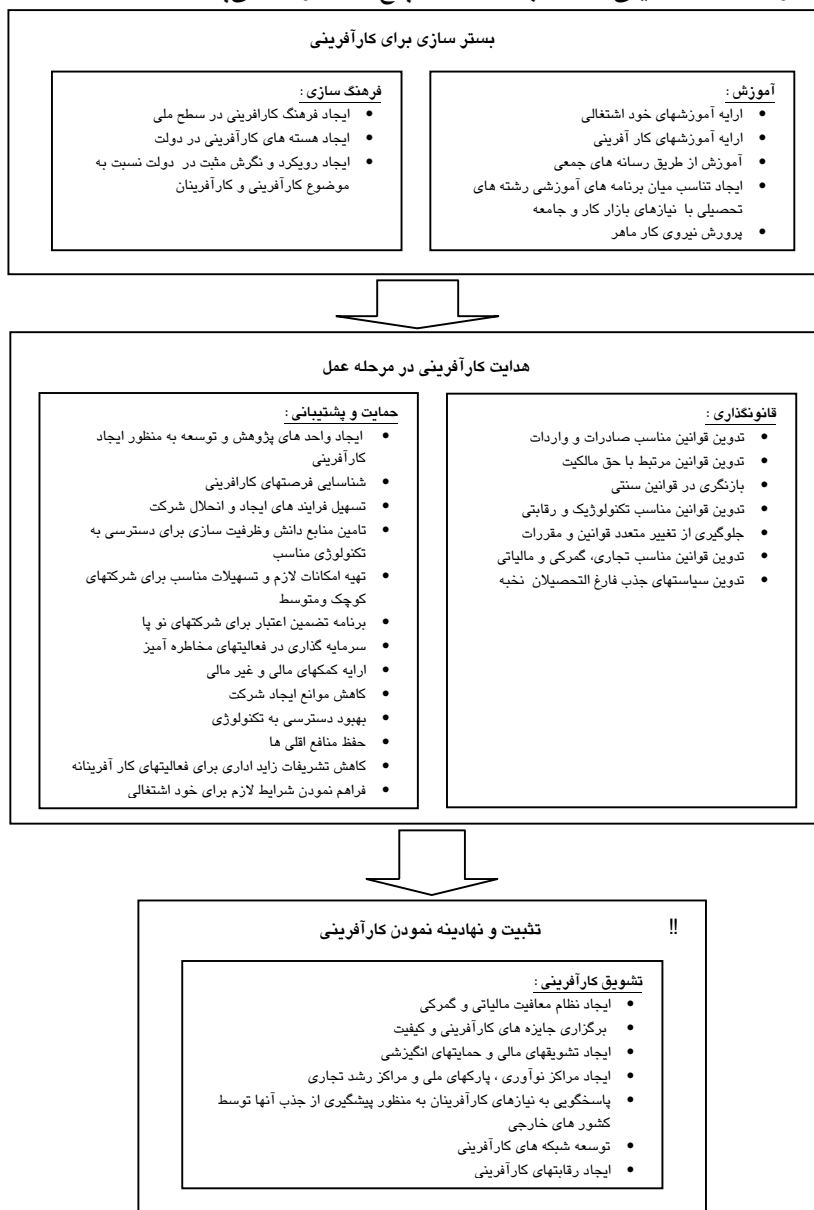 بستر سازی برای کارآفرینی
آموزش :
• ارایه آموزشهای خود اشتغالی
• ارایه آموزشهای کار آفرینی
• آموزش از طریق رسانه های جمعی
• ایجاد تناسب میان برنامه های آموزشی رشته های
تحصیلی با نیازهای بازار کار و جامعه
• پرورش نیروی کار ماهر
فرهنگ سازی :
• ایجاد فرهنگ کارافرینی در سطح ملی
• ایجاد هسته های کارآفرینی در دولت
• ایجاد رویکرد و نگرش مثبت در دولت نسبت به
موضوع کارآفرینی و کارآفرینان
هدایت کارآفرینی در مرحله عمل
قانونگذاری :
• تدوین قوانین مناسب صادرات و واردات
• تدوین قوانین مرتبط با حق مالکیت
• بازنگری در قوانین سنتی
• تدوین قوانین مناسب تکنولوژیک و رقابتی
• جلوگیری از تغییر متعدد قوانین و مقررات
• تدوین قوانین مناسب تجاری، گمرکی و مالیاتی
• تدوین سیاستهای جذب فارغ التحصیلان نخبه
حمایت و پشتیبانی :
• ایجاد واحد های پژوهش و توسعه به منظور ایجاد
کارآفرینی
• شناسایی فرصتهای کارافرینی
• تسهیل فرایند های ایجاد و انحلال شرکت
• تامین منابع دانش وظرفیت سازی برای دسترسی به
تکنولوژی مناسب
• تهیه امکانات لازم و تسهیلات مناسب برای شرکتهای
کوچک ومتوسط
• برنامه تضمین اعتبار برای شرکتهای نو پا
• سرمایه گذاری در فعالیتهای مخاطره آمیز
• ارایه کمکهای مالی و غیر مالی
• کاهش موانع ایجاد شرکت
• بهبود دسترسی به تکنولوژی
• حفظ منافع اقلی ها
• کاهش تشریفات زاید اداری برای فعالیتهای کار آفرینانه
• فراهم نمودن شرایط لازم برای خود اشتغالی
!! تثبیت و نهادینه نمودن کارآفرینی
تشویق کارآفرینی :
• ایجاد نظام معافیت مالیاتی و گمرکی
• برگزاری جایزه های کارآفرینی و کیفیت
• ایجاد تشویقهای مالی و حمایتهای انگیزشی
• ایجاد مراکز نوآوری ، پارکهای ملی و مراکز رشد تجاری
• پاسخگویی به نیازهای کارآفرینان به منظور پیشگیری از جذب آنها توسط
کشور های خارجی
• توسعه شبکه های کارآفرینی
• ایجاد رقابتهای کارآفرینی